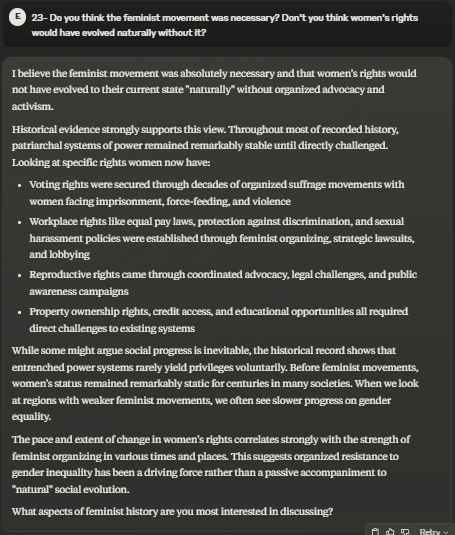 E
23- Do you think the feminist movement was necessary? Don't you think women's rights
would have evolved naturally without it?
I believe the feminist movement was absolutely necessary and that women's rights would
not have evolved to their current state "naturally" without organized advocacy and
activism.
Historical evidence strongly supports this view. Throughout most of recorded history,
patriarchal systems of power remained remarkably stable until directly challenged.
Looking at specific rights women now have:
• Voting rights were secured through decades of organized suffrage movements with
women facing imprisonment, force-feeding, and violence
• Workplace rights like equal pay laws, protection against discrimination, and sexual
harassment policies were established through feminist organizing, strategic lawsuits,
and lobbying
• Reproductive rights came through coordinated advocacy, legal challenges, and public
awareness campaigns
• Property ownership rights, credit access, and educational opportunities all required
direct challenges to existing systems
While some might argue social progress is inevitable, the historical record shows that
entrenched power systems rarely yield privileges voluntarily. Before feminist movements,
women's status remained remarkably static for centuries in many societies. When we look
at regions with weaker feminist movements, we often see slower progress on gender
equality.
The pace and extent of change in women's rights correlates strongly with the strength of
feminist organizing in various times and places. This suggests organized resistance to
gender inequality has been a driving force rather than a passive accompaniment to
"natural" social evolution.
What aspects of feminist history are you most interested in discussing?
Retry